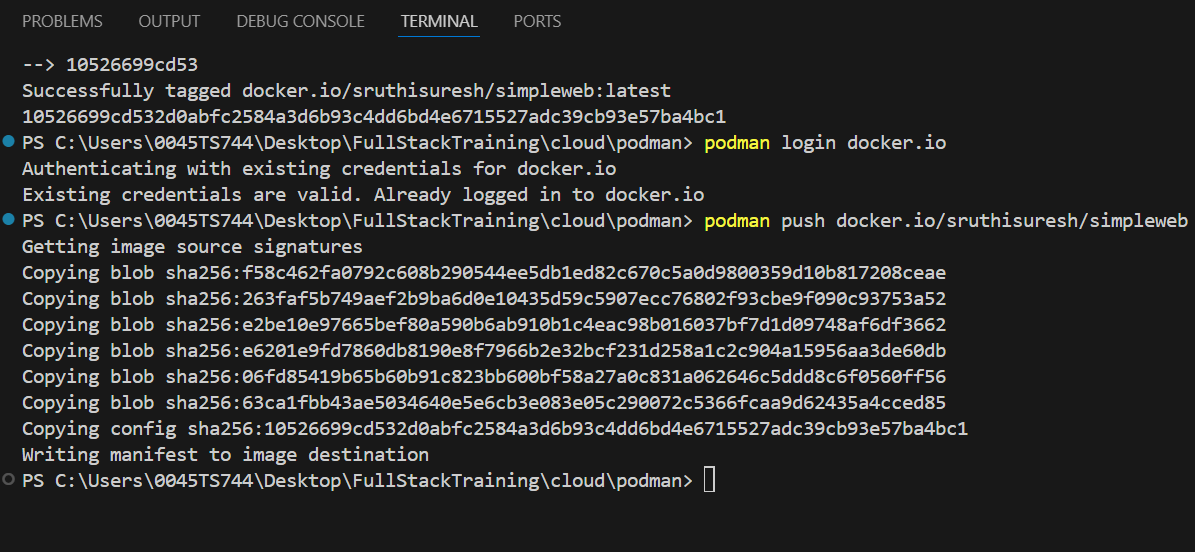 PROBLEMS OUTPUT DEBUG CONSOLE TERMINAL PORTS
--> 10526699cd53
Successfully tagged docker.io/sruthisuresh/simpleweb:latest
10526699cd532d0abfc2584a3d6b93c4dd6bd4e6715527adc39cb93e57ba4bc1
PS C:\Users\0045TS744\Desktop\FullStackTraining\cloud\podman> podman login docker.io
Authenticating with existing credentials for docker.io
Existing credentials are valid. Already logged in to docker.io
PS C:\Users\0045TS744\Desktop\FullStackTraining\cloud\podman> podman push docker.io/sruthisuresh/simpleweb
Getting image source signatures
Copying blob sha256:f58c462fa0792c608b290544ee5db1ed82c670c5a0d9800359d10b817208ceae
Copying blob sha256:263faf5b749aef2b9ba6d0e10435d59c5907ecc76802f93cbe9f090c93753a52
Copying blob sha256:e2be10e97665bef80a590b6ab910b1c4eac98b016037bf7d1d09748af6df3662
Copying blob sha256:e6201e9fd7860db8190e8f7966b2e32bcf231d258a1c2c904a15956aa3de60db
Copying blob sha256:06fd85419b65b60b91c823bb600bf58a27a0c831a062646c5ddd8c6f0560ff56
Copying blob sha256:63ca1fbb43ae5034640e5e6cb3e083e05c290072c5366fcaa9d62435a4cced85
Copying config sha256:10526699cd532d0abfc2584a3d6b93c4dd6bd4e6715527adc39cb93e57ba4bc1
Writing manifest to image destination
PS C:\Users\0045TS744\Desktop\FullStackTraining\cloud\podman>